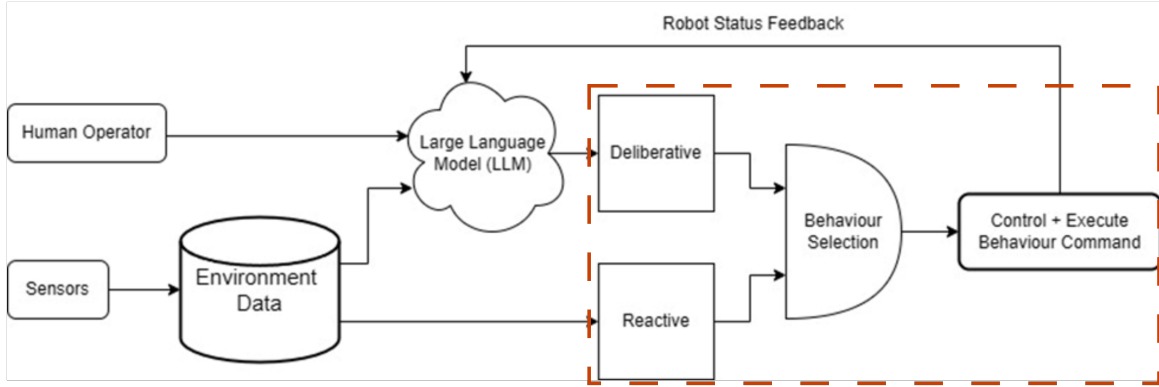 Robot Status Feedback
Human Operator
Large Language
Model (LLM)
Deliberative
Behaviour
Selection
Control + Execute
Behaviour Command
Sensors
Environment
Data
Reactive